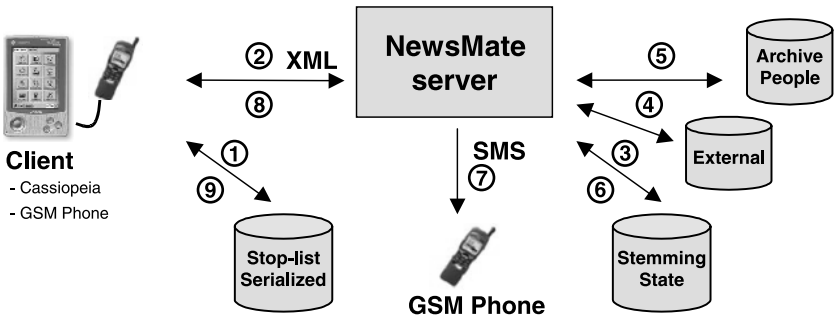 ② XML
⑧
NewsMate
server
⑤
④
Archive
People
External
Client
- Cassiopeia
- GSM Phone
①
⑨
SMS
⑦
③
⑥
Stop-list
Serialized
GSM Phone
Stemming
State